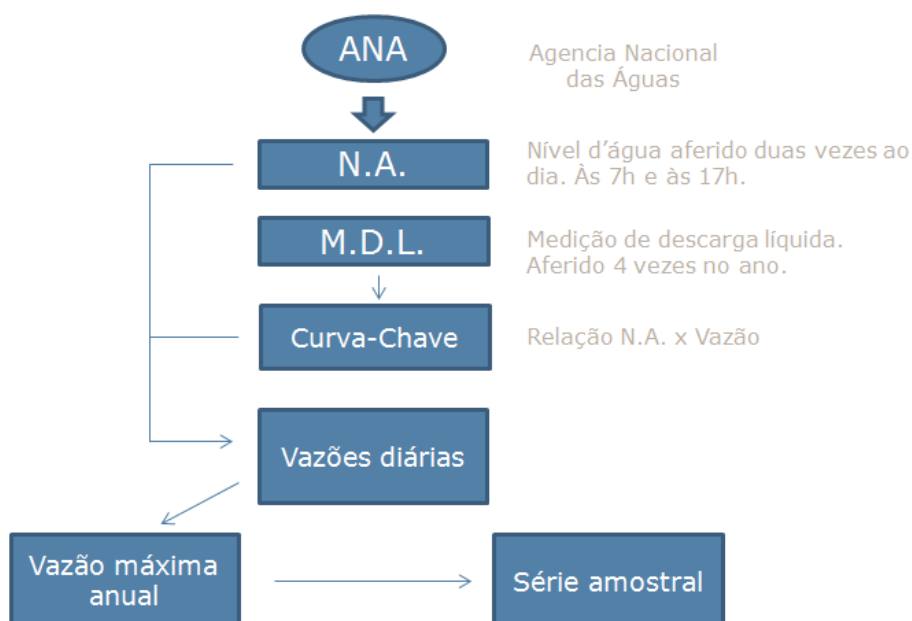 ANA
Agencia Nacional
das Águas
N.A.
Nível d'água aferido duas vezes ao
dia. Às 7h e às 17h.
M.D.L.
Medição de descarga líquida.
Aferido 4 vezes no ano.
Curva-Chave
Relação N.A. x Vazão
Vazões diárias
Vazão máxima
anual
Série amostral